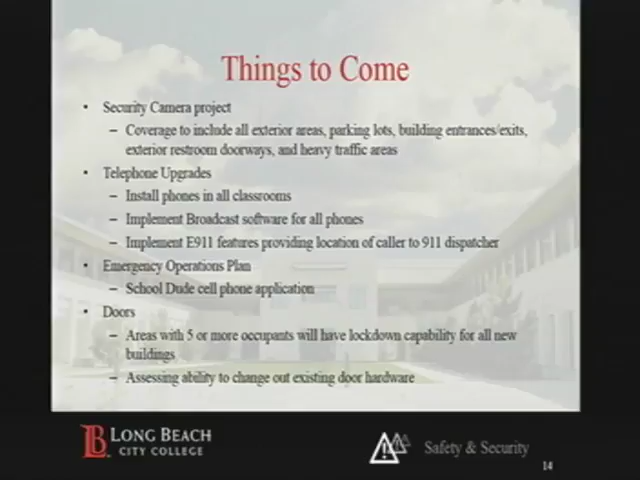 Things to Come
• Security Camera project
– Coverage to include all exterior areas, parking lots, building entrances/exits,
exterior restroom doorways, and heavy traffic areas
• Telephone Upgrades
– Install phones in all classrooms
– Implement Broadcast software for all phones
– Implement E911 features providing location of caller to 911 dispatcher
• Emergency Operations Plan
– School Dude cell phone application
• Doors
– Areas with 5 or more occupants will have lockdown capability for all new
buildings
– Assessing ability to change out existing door hardware
LB LONG BEACH
CITY COLLEGE
Safety & Security
14